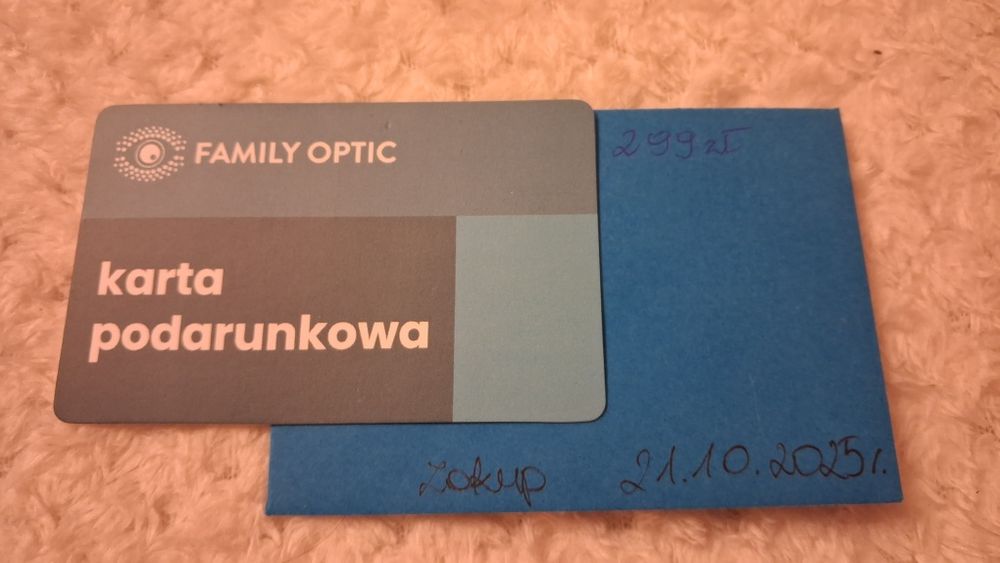 FAMILY OPTIC
karta
podarunkowa
299 zł
zakup 21.10.2025r.